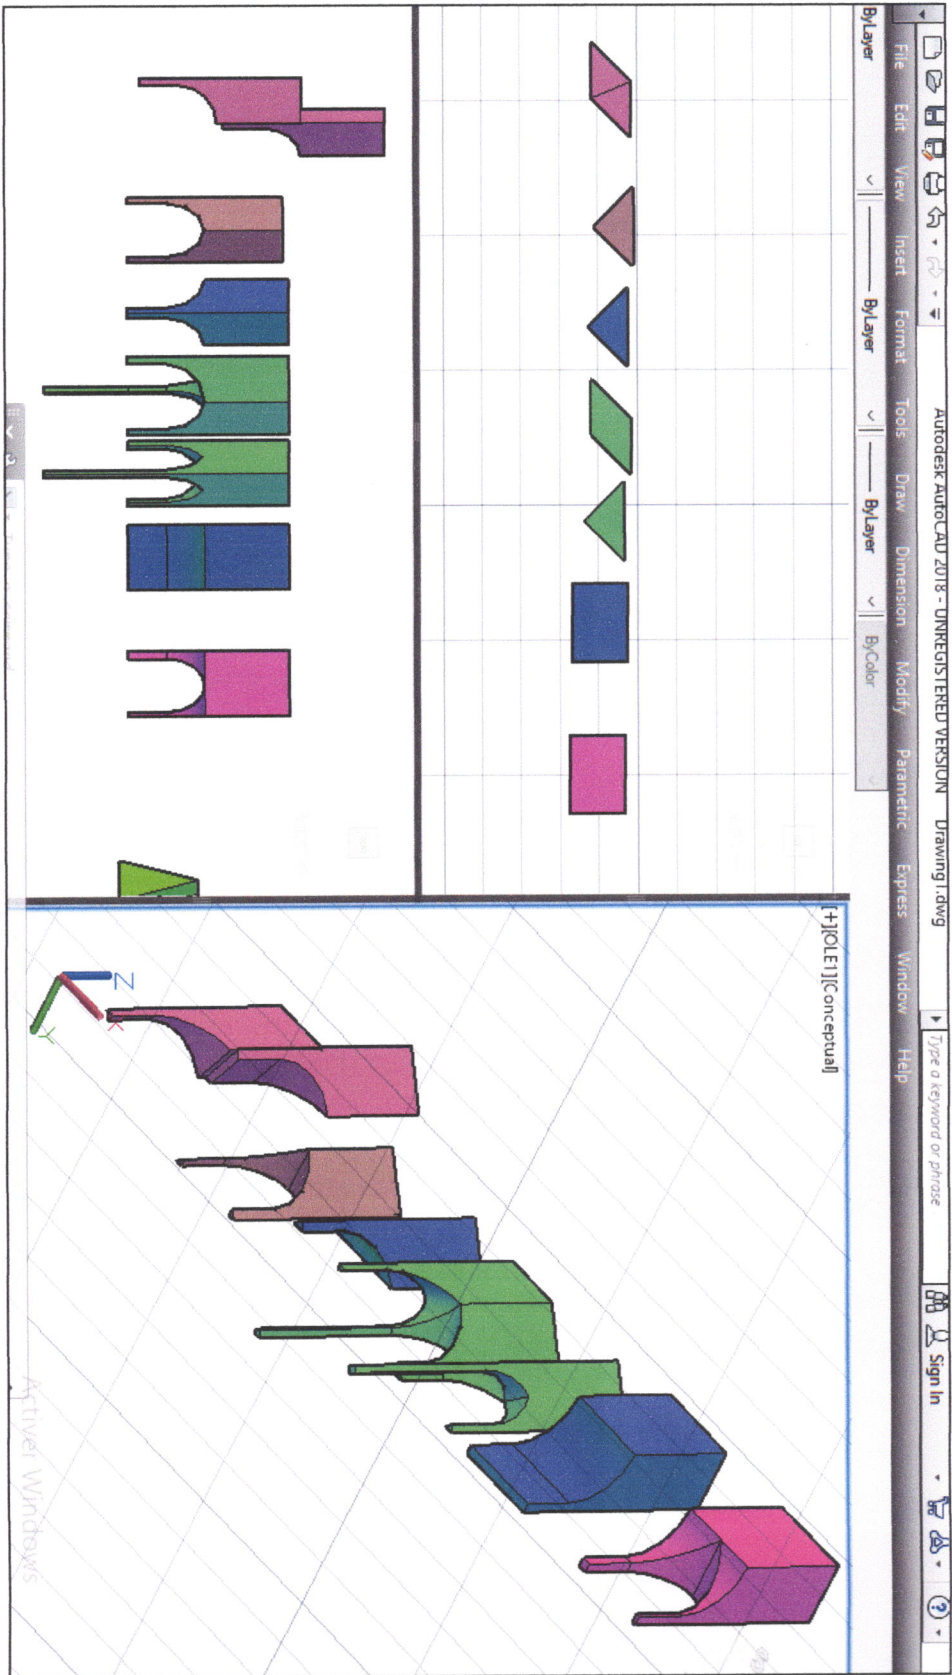 Autodesk AutoCAD 2018 - UNREGISTERED VERSION Drawing1.dwg
Type a keyword or phrase
Sign In
File Edit View Insert Format Tools Draw Dimension Modify Parametric Express Window Help
ByLayer ByLayer ByLayer ByColor
[+][OLE1][Conceptual]
Z
X
Y
Activer Windows